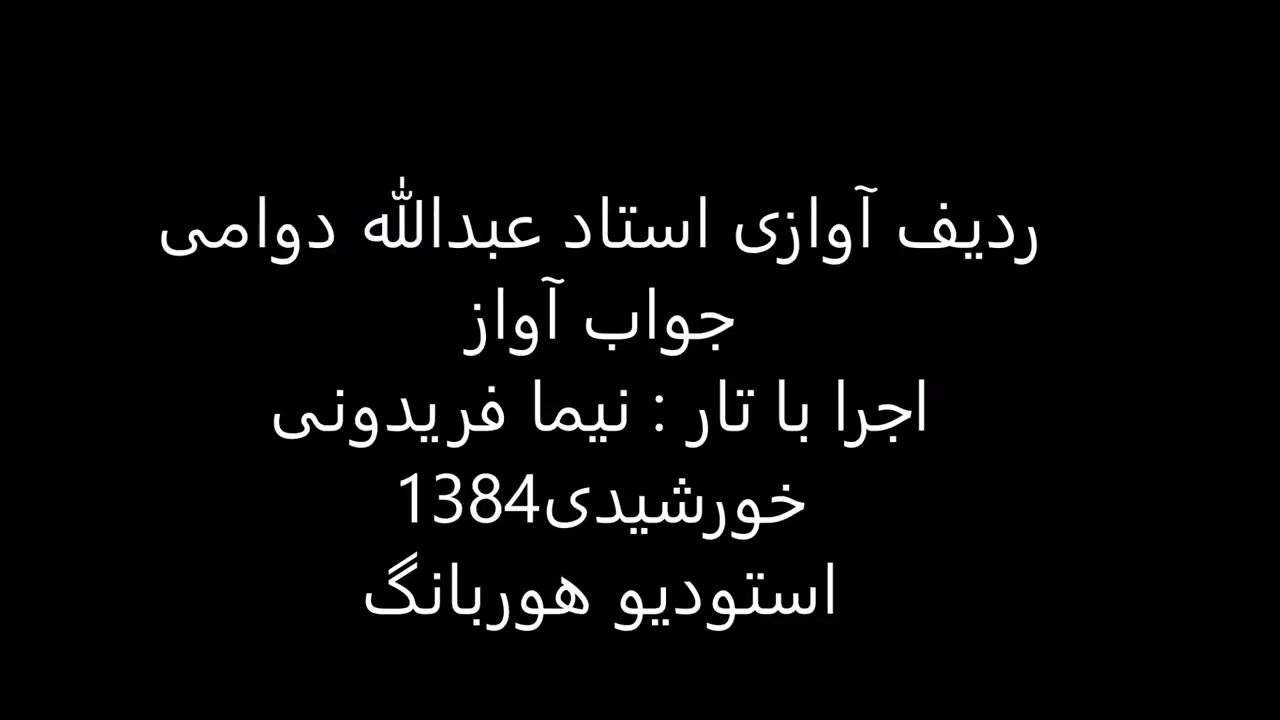 ردیف آوازی استاد عبدالله دوامی
جواب آواز
اجرا با تار : نیما فریدونی
خورشیدی1384
استودیو هوربانگ